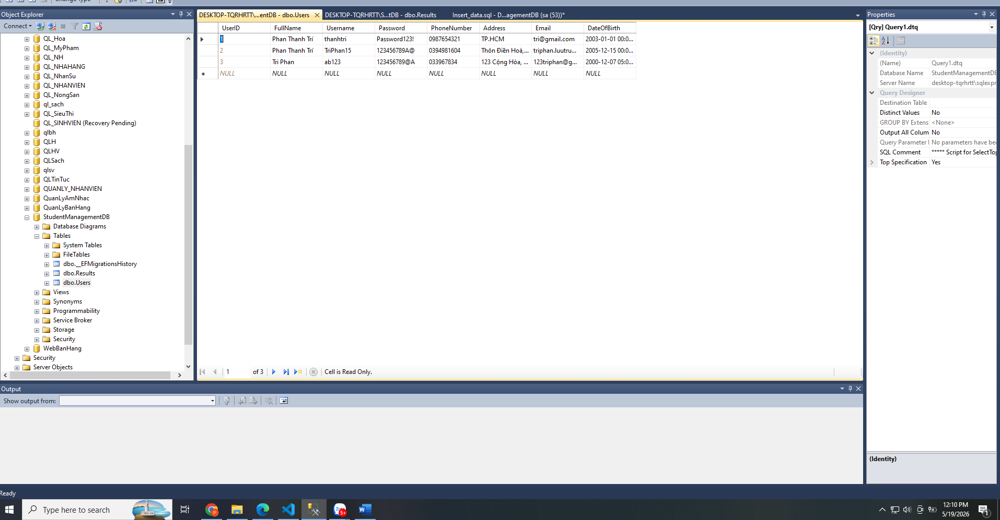 Change Type
Object Explorer
Connect
QL_Hoa
QL_MyPham
QL_NH
QL_NHAHANG
QL_NhanSu
QL_NHANVIEN
QL_NongSan
ql_sach
QL_SieuThi
QL_SINHVIEN (Recovery Pending)
qlbh
QLH
QLHV
QLSach
qlsv
QLTinTuc
QUANLY_NHANVIEN
QuanLyAmNhac
QuanLyBanHang
StudentManagementDB
Database Diagrams
Tables
System Tables
FileTables
dbo.__EFMigrationsHistory
dbo.Results
dbo.Users
Views
Synonyms
Programmability
Service Broker
Storage
Security
WebBanHang
Security
Server Objects
DESKTOP-TQRHRTT\...entDB - dbo.Users DESKTOP-TQRHRTT\S...tDB - dbo.Results Insert_data.sql - D...agementDB (sa (53))*
UserID FullName Username Password PhoneNumber Address Email DateOfBirth
1 Phan Thanh Trí thanhtri Password123! 0987654321 TP.HCM tri@gmail.com 2003-01-01 00:0...
2 Phan Thanh Trí TriPhan15 123456789A@ 0394981604 Thôn Điền Hoà,... triphan.luutru... 2005-12-15 00:0...
3 Tri Phan ab123 123456789@A 033967834 123 Cộng Hòa, ... 123triphan@g... 2000-12-07 05:0...
NULL NULL NULL NULL NULL NULL NULL NULL
1 of 3 Cell is Read Only.
Properties
[Qry] Query1.dtq
(Identity)
(Name) Query1.dtq
Database Name StudentManagementDB
Server Name desktop-tqrhrtt\sqlexpr
Query Designer
Destination Table
Distinct Values No
GROUP BY Extens <None>
Output All Colum No
Query Parameter No parameters have bee
SQL Comment ***** Script for SelectTop
Top Specification Yes
(Identity)
Output
Show output from:
Ready
Type here to search
Zalo
5+
12:10 PM
5/19/2026
1